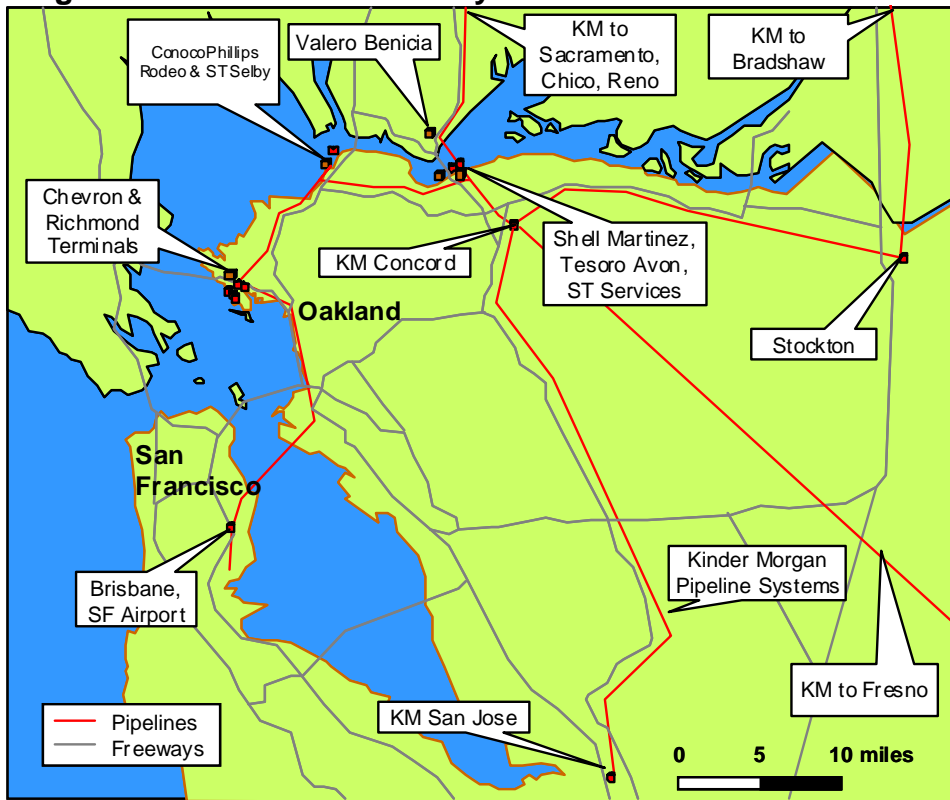 ConocoPhillips
Rodeo & ST Selby
Valero Benicia
KM to
Sacramento,
Chico, Reno
KM to
Bradshaw
Chevron &
Richmond
Terminals
KM Concord
Shell Martinez,
Tesoro Avon,
ST Services
Oakland
Stockton
San
Francisco
Brisbane,
SF Airport
Kinder Morgan
Pipeline Systems
KM to Fresno
KM San Jose
Pipelines
Freeways
0 5 10 miles